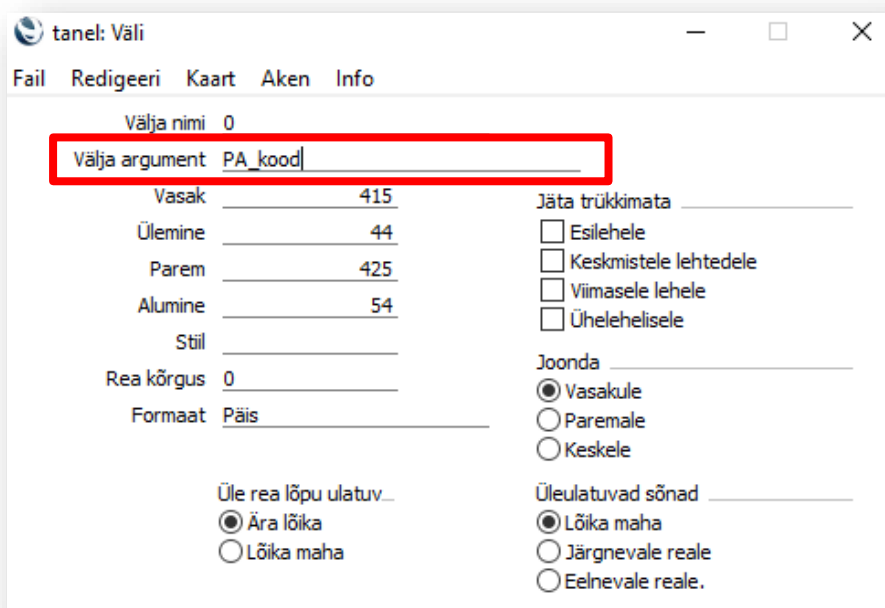 tanel: Väli
Fail Redigeeri Kaart Aken Info
Välja nimi 0
Välja argument PA_kood
Vasak 415
Ülemine 44
Parem 425
Alumine 54
Stiil
Rea kõrgus 0
Formaat Päis
Jäta trükkimata
Esilehele
Keskmistele lehtedele
Viimasele lehele
Ühelehelisele
Joonda
Vasakule
Paremale
Keskele
Üle rea lõpu ulatuv
Ära lõika
Lõika maha
Üleulatuvad sõnad
Lõika maha
Järgnevale reale
Eelnevale reale.